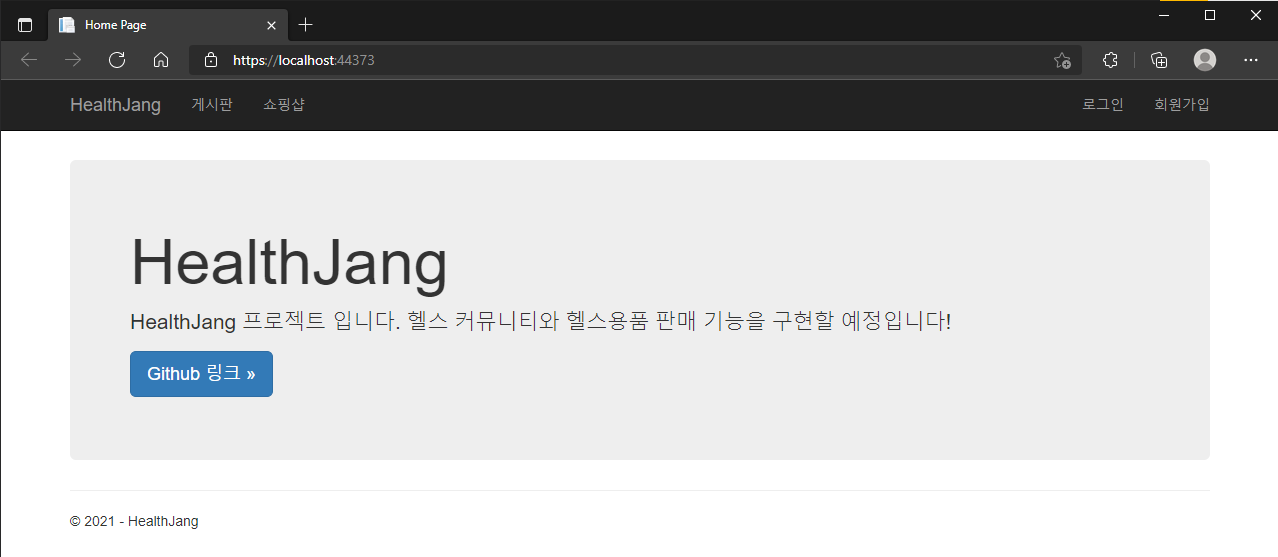 Home Page
https://localhost:44373
HealthJang 게시판 쇼핑샵 로그인 회원가입
HealthJang
HealthJang 프로젝트 입니다. 헬스 커뮤니티와 헬스용품 판매 기능을 구현할 예정입니다!
Github 링크 »
© 2021 - HealthJang